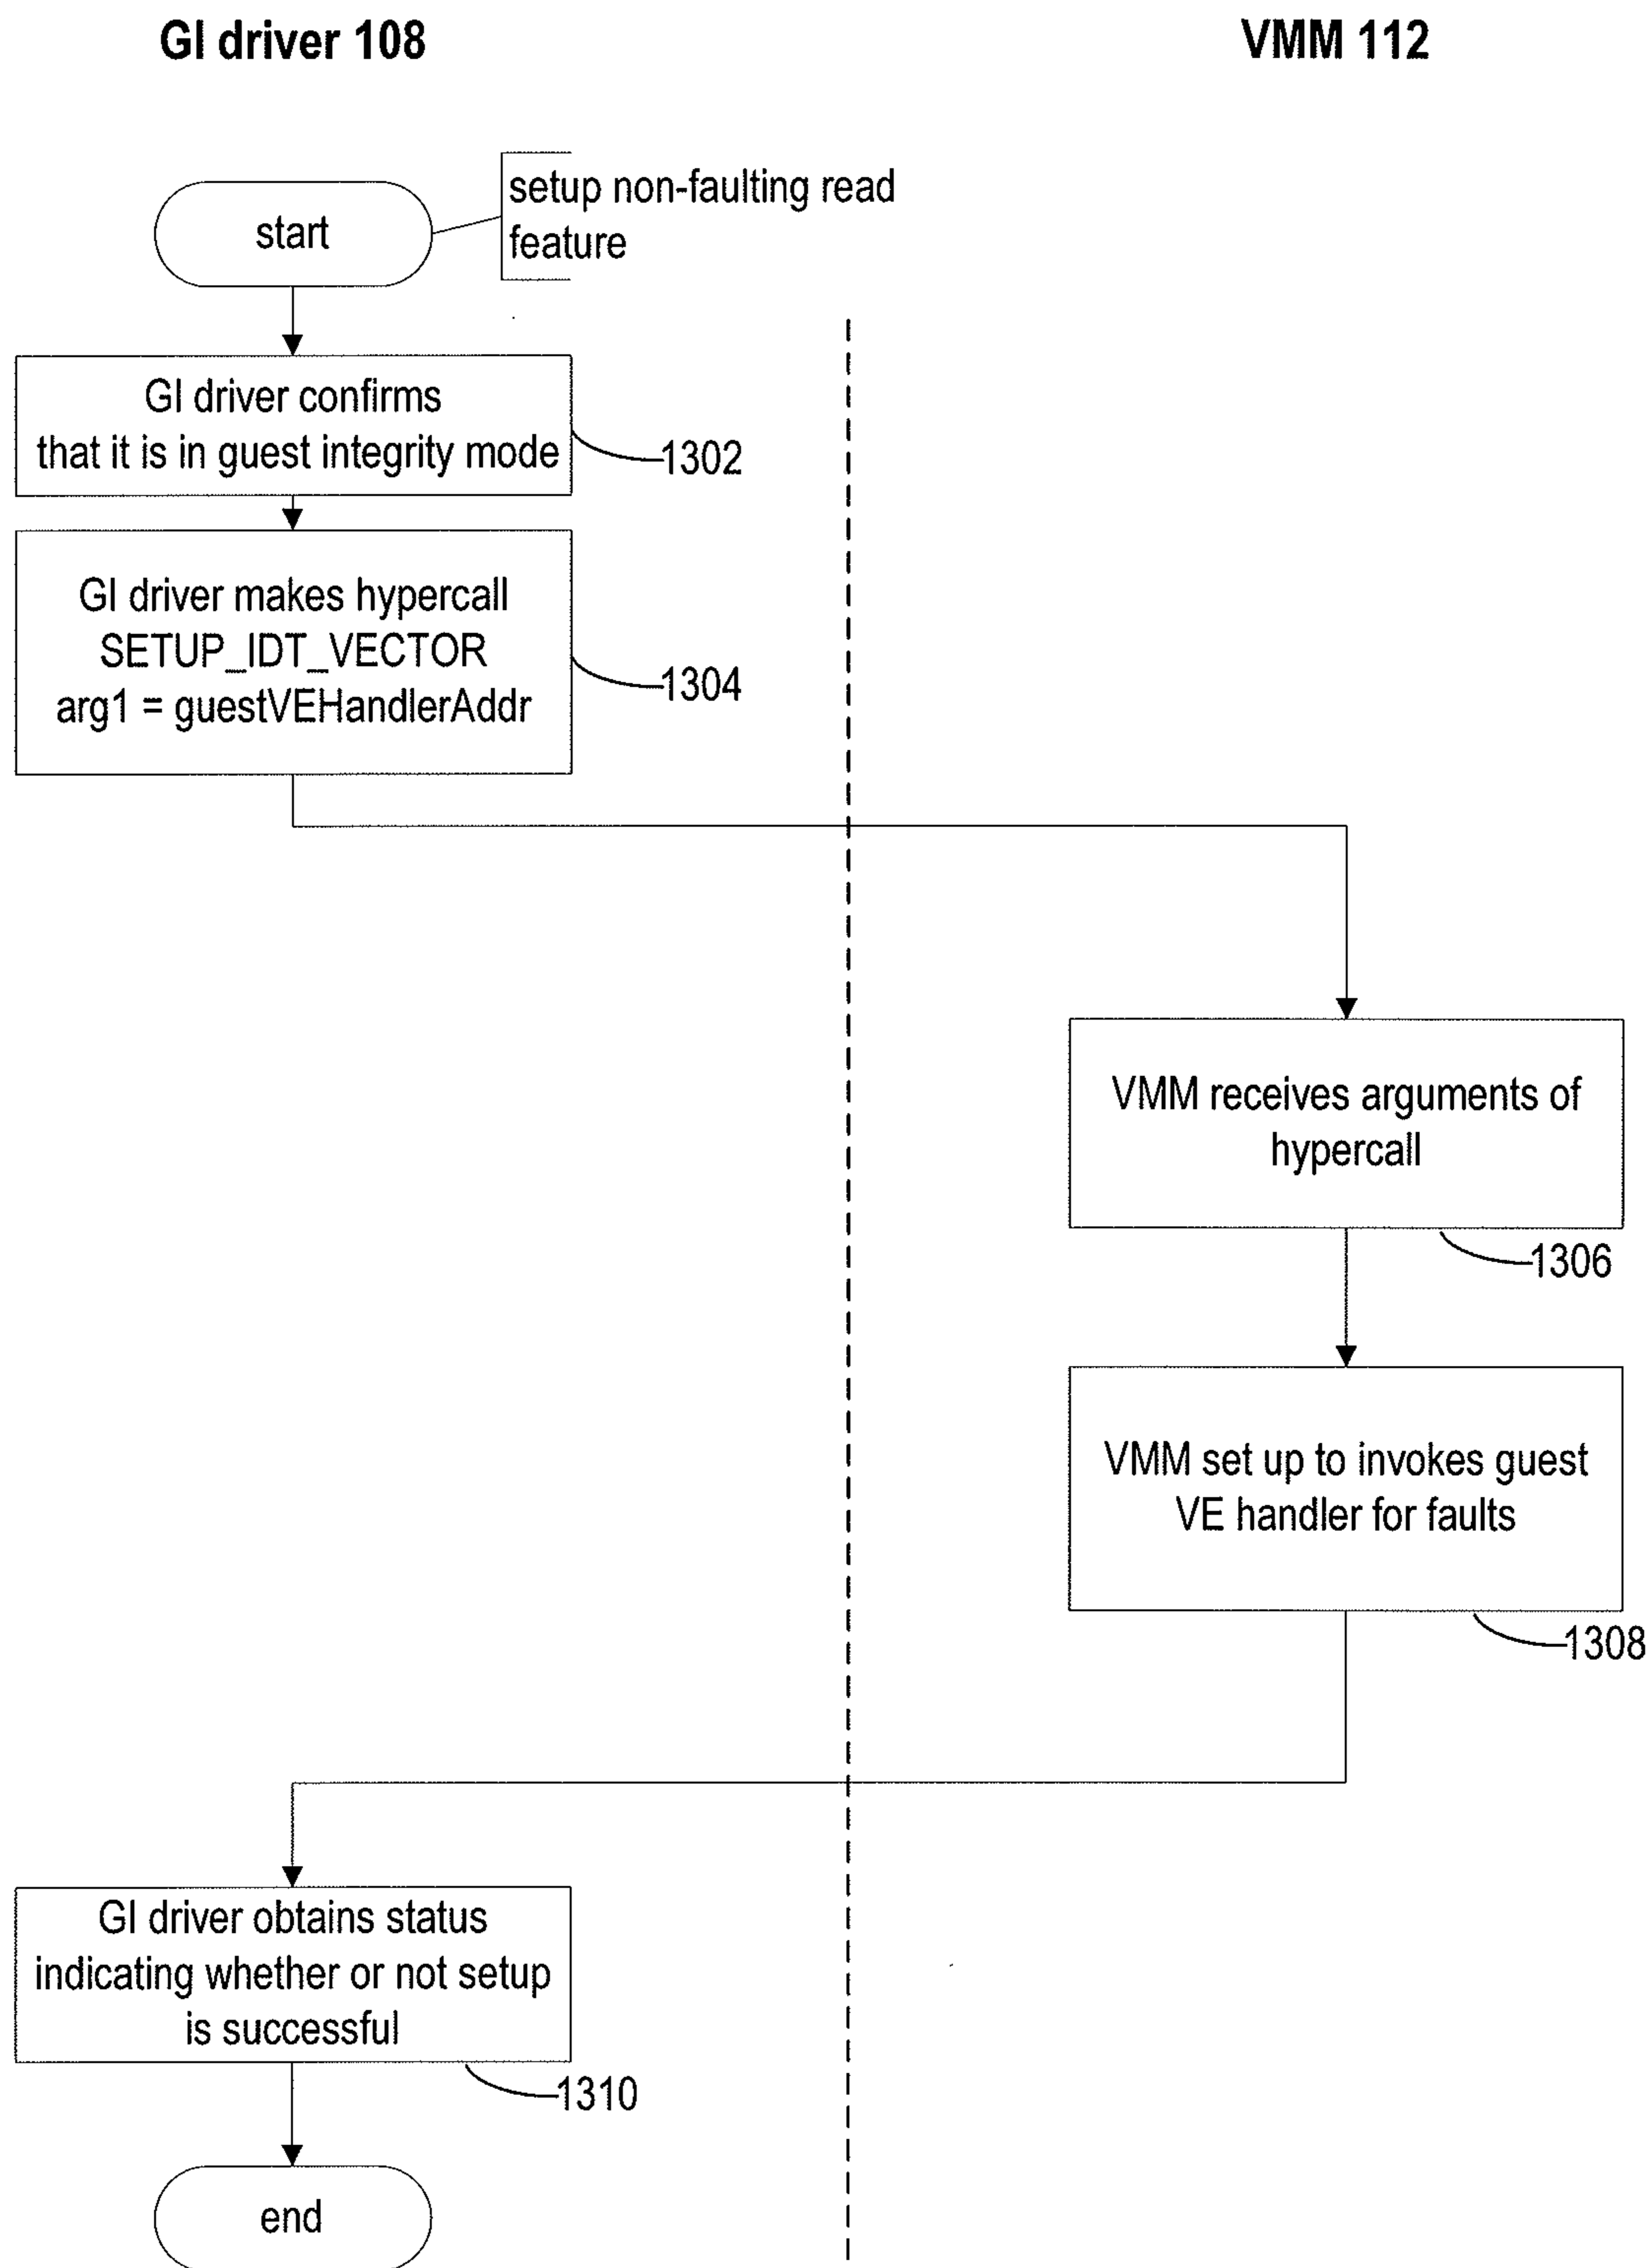 GI driver 108
VMM 112
start
setup non-faulting read
feature
GI driver confirms
that it is in guest integrity mode
1302
GI driver makes hypercall
SETUP_IDT_VECTOR
arg1 = guestVEHandlerAddr
1304
VMM receives arguments of
hypercall
1306
VMM set up to invokes guest
VE handler for faults
1308
GI driver obtains status
indicating whether or not setup
is successful
1310
end